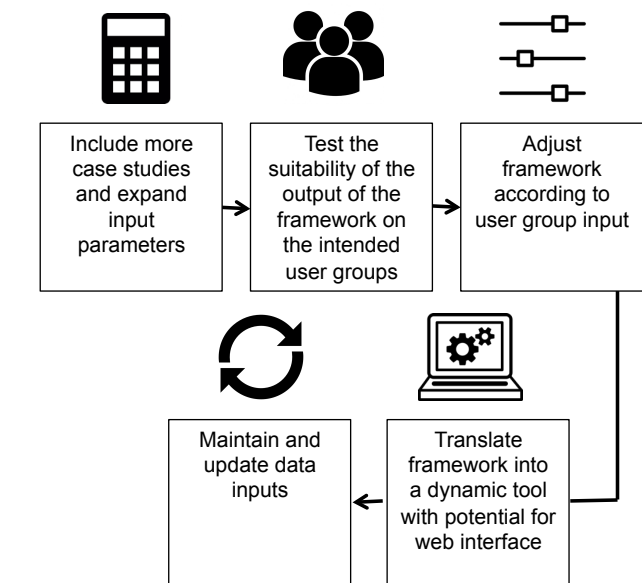 Include more
case studies
and expand
input
parameters
Test the
suitability of the
output of the
framework on
the intended
user groups
Adjust
framework
according to
user group input
Maintain and
update data
inputs
Translate
framework into
a dynamic tool
with potential for
web interface